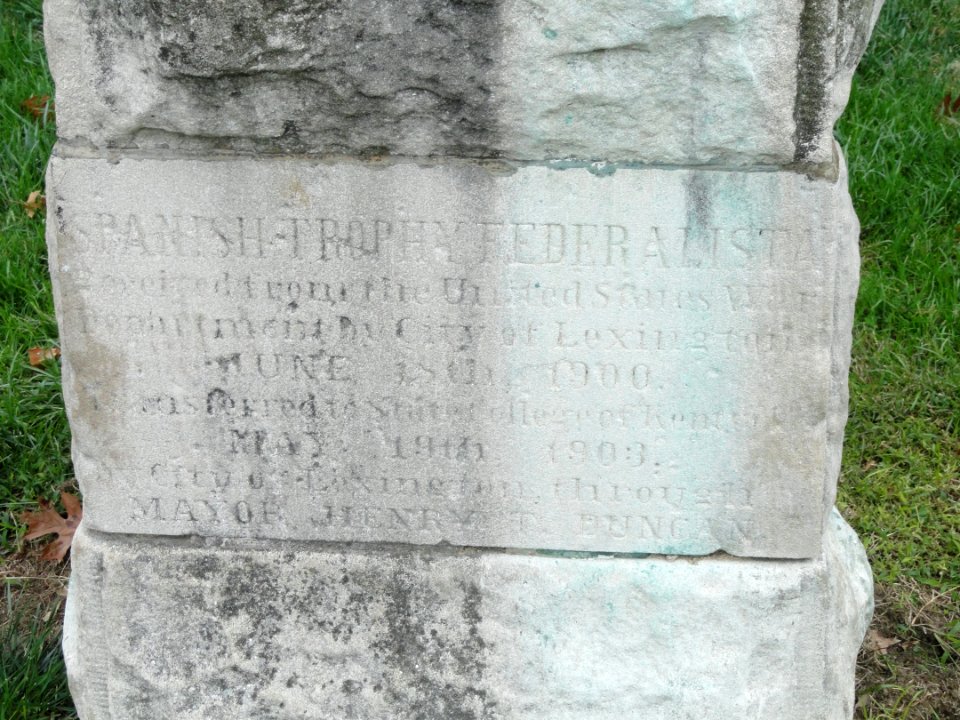 SPANISH-TROPHY FEDERALISTA
Received from the United States War
Department by City of Lexington
JUNE 18th, 1900.
Transferred to State College of Kentucky
MAY 19th 1903,
by City of Lexington, through
MAYOR HENRY T. DUNCAN